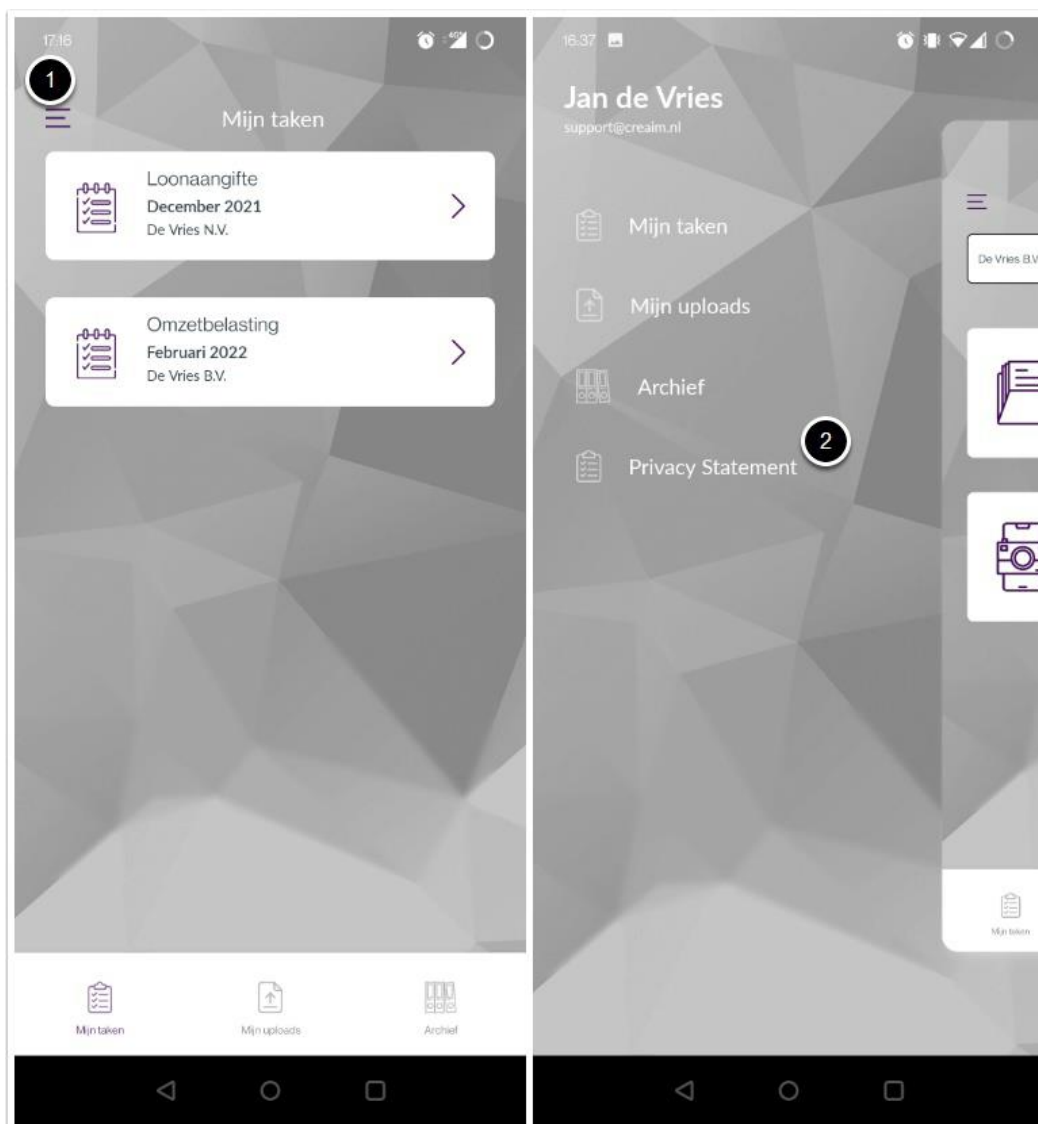 17:16
1
Mijn taken
Loonaangifte
December 2021
De Vries N.V.
Omzetbelasting
Februari 2022
De Vries B.V.
Mijn taken
Mijn uploads
Archief
16:37
Jan de Vries
support@creaim.nl
Mijn taken
Mijn uploads
Archief
2
Privacy Statement
De Vries B.V
Mijn taken